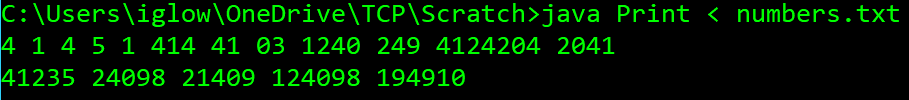 C:\Users\iglow\OneDrive\TCP\Scratch>java Print < numbers.txt
4 1 4 5 1 414 41 03 1240 249 4124204 2041
41235 24098 21409 124098 194910